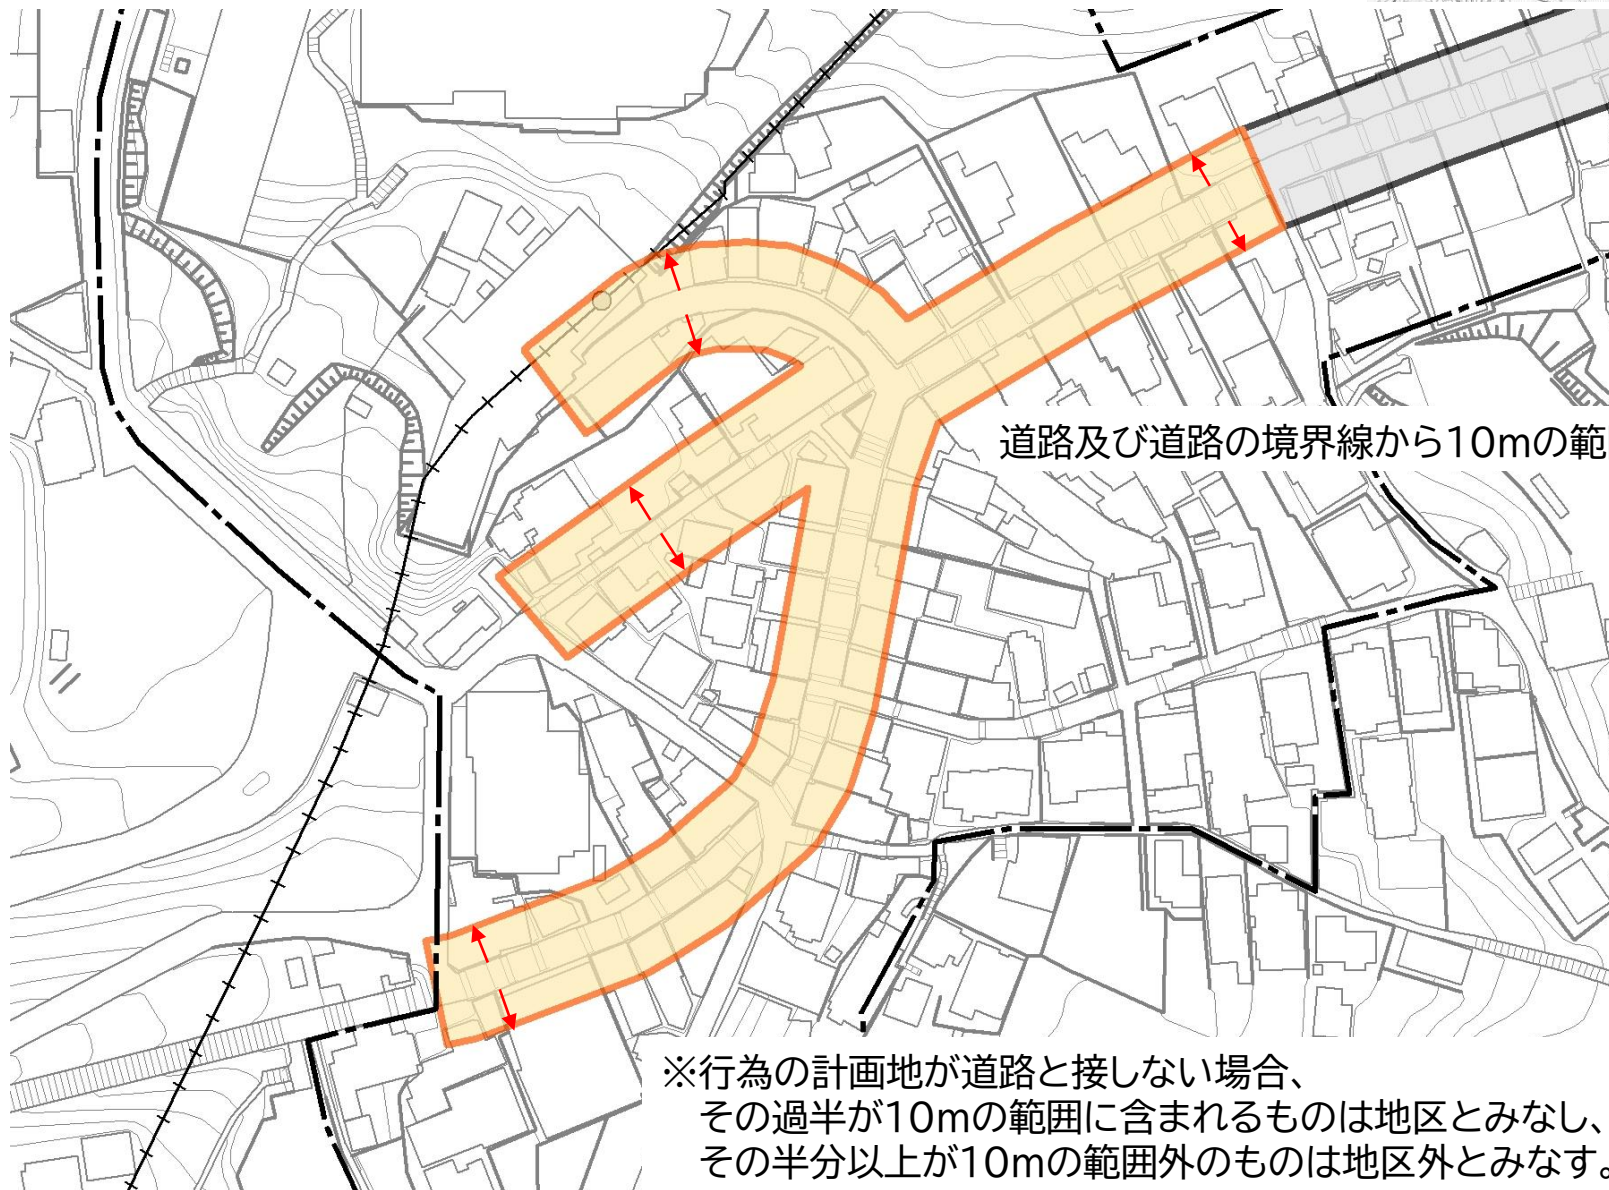 道路及び道路の境界線から10mの範
※行為の計画地が道路と接しない場合、
その過半が10mの範囲に含まれるものは地区とみなし、
その半分以上が10mの範囲外のものは地区外とみなす。